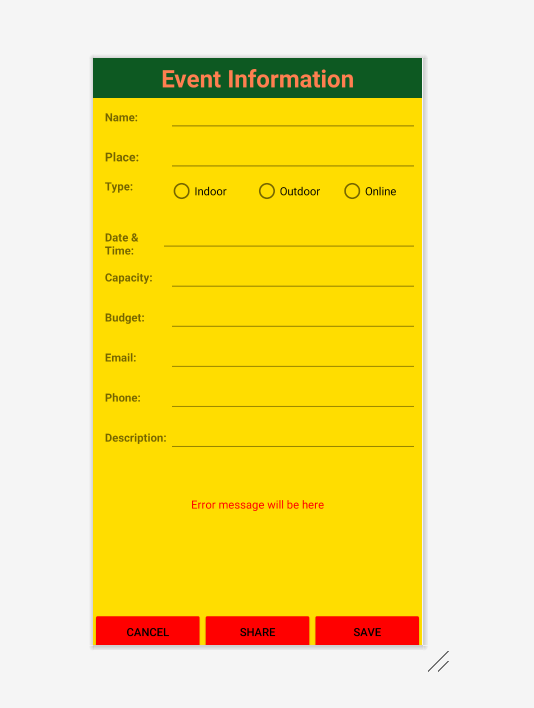 Event Information
Name:
Place:
Type:
Indoor
Outdoor
Online
Date &
Time:
Capacity:
Budget:
Email:
Phone:
Description:
Error message will be here
CANCEL
SHARE
SAVE